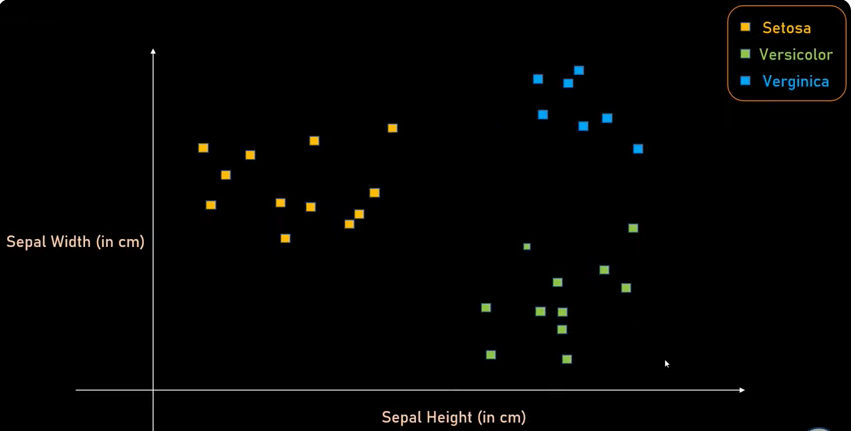 Setosa
Versicolor
Verginica
Sepal Width (in cm)
Sepal Height (in cm)